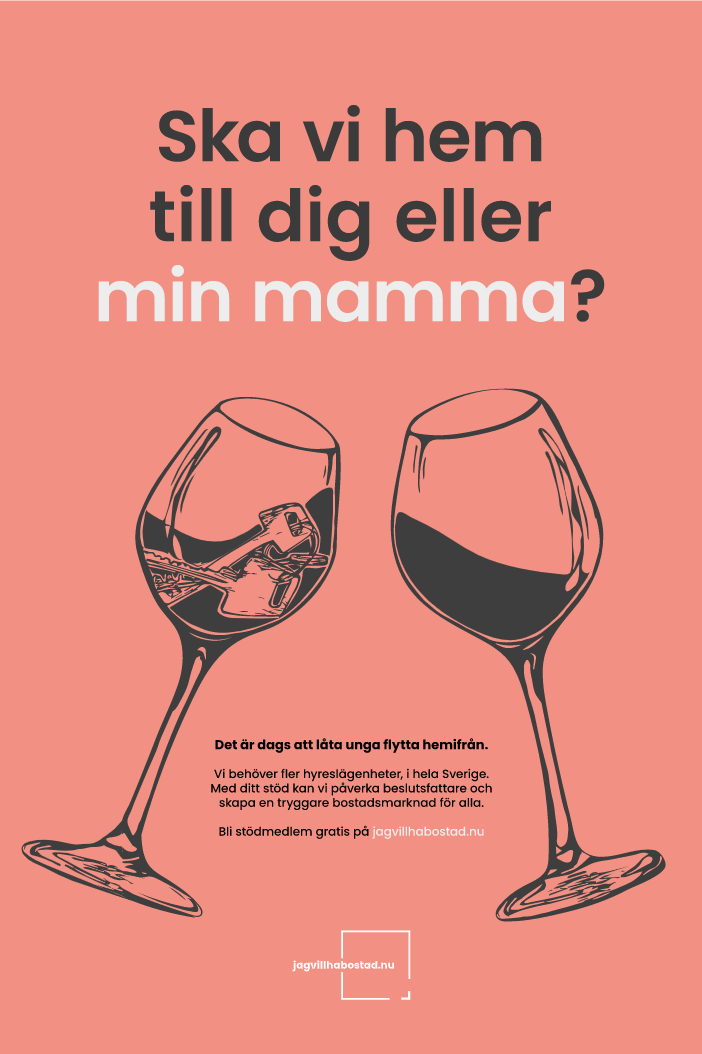 Ska vi hem
till dig eller
min mamma?
Det är dags att låta unga flytta hemifrån.
Vi behöver fler hyreslägenheter, i hela Sverige.
Med ditt stöd kan vi påverka beslutsfattare och
skapa en tryggare bostadsmarknad för alla.
Bli stödmedlem gratis på jagvillhabostad.nu
jagvillhabostad.nu